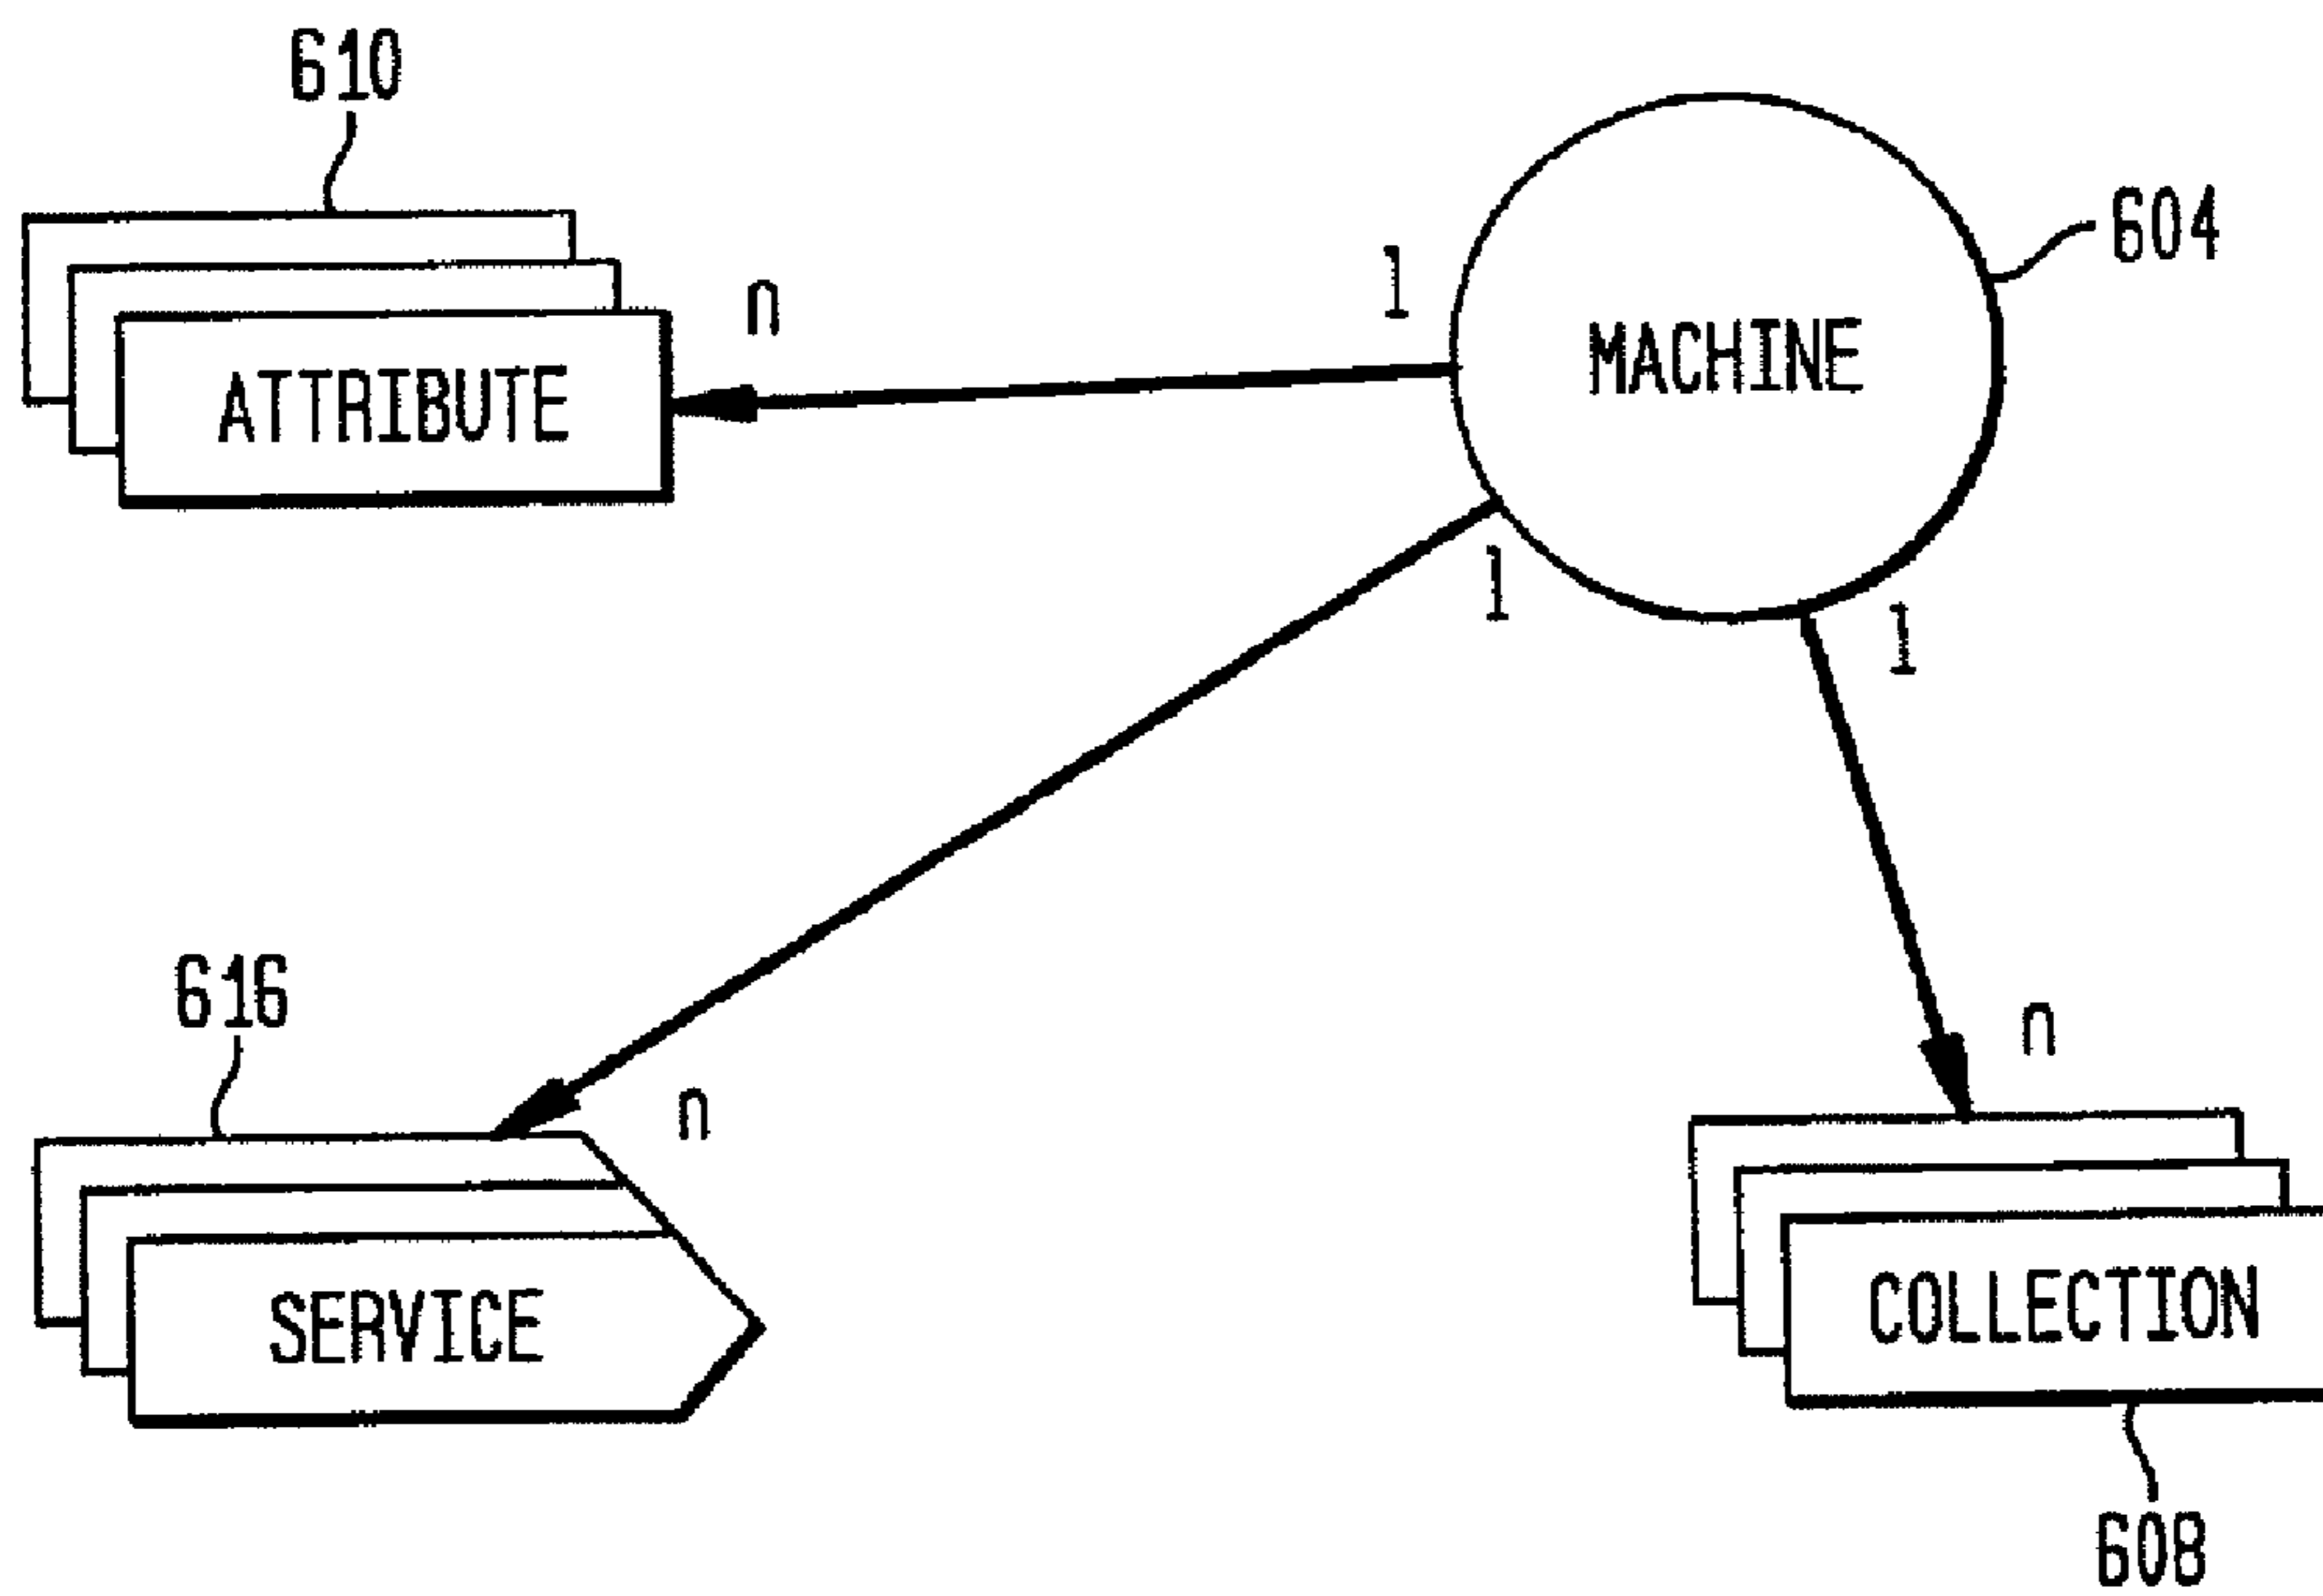 610
604
n
1
MACHINE
ATTRIBUTE
1
1
616
n
n
SERVICE
COLLECTION
608